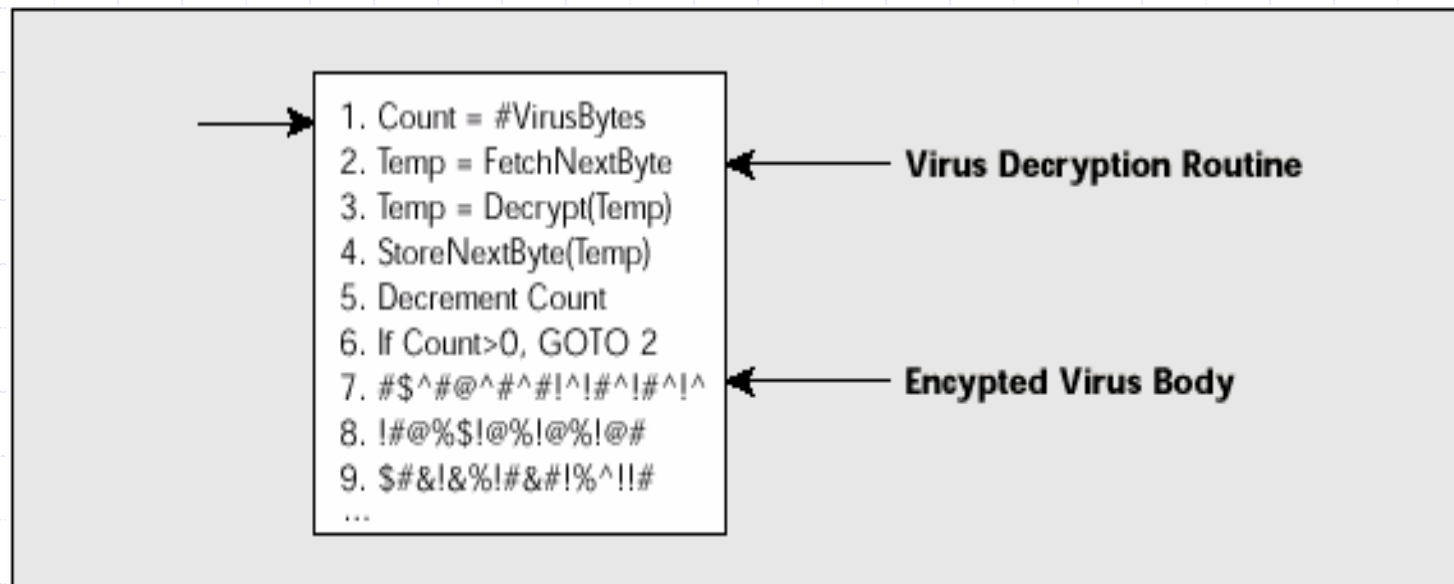 1. Count = #VirusBytes
2. Temp = FetchNextByte
Virus Decryption Routine
3. Temp = Decrypt(Temp)
4. StoreNextByte(Temp)
5. Decrement Count
6. If Count>0, GOTO 2
7. #$^#@^#^#!^!#^!#^!^
Encypted Virus Body
8. !#@%$!@%!@%!@#
9. $#&!&%!#&#!%^!!#
...